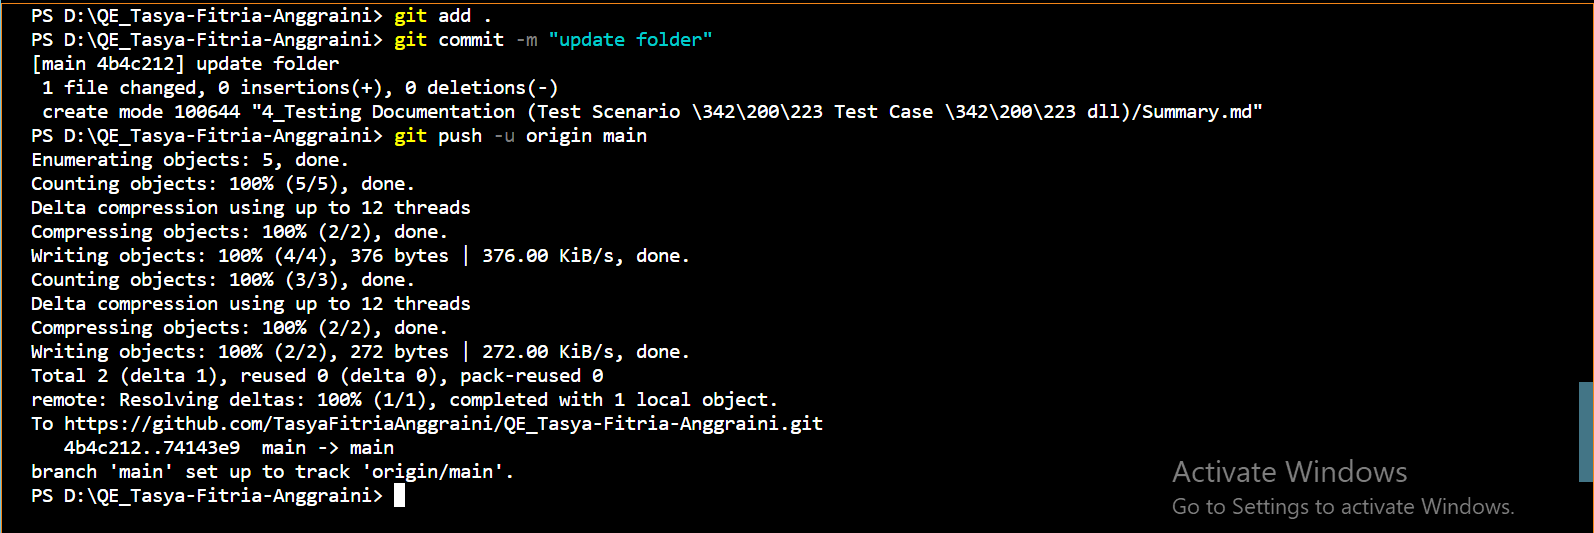 PS D:\QE_Tasya-Fitria-Anggraini> git add .
PS D:\QE_Tasya-Fitria-Anggraini> git commit -m "update folder"
[main 4b4c212] update folder
 1 file changed, 0 insertions(+), 0 deletions(-)
 create mode 100644 "4_Testing Documentation (Test Scenario \342\200\223 Test Case \342\200\223 dll)/Summary.md"
PS D:\QE_Tasya-Fitria-Anggraini> git push -u origin main
Enumerating objects: 5, done.
Counting objects: 100% (5/5), done.
Delta compression using up to 12 threads
Compressing objects: 100% (2/2), done.
Writing objects: 100% (4/4), 376 bytes | 376.00 KiB/s, done.
Counting objects: 100% (3/3), done.
Delta compression using up to 12 threads
Compressing objects: 100% (2/2), done.
Writing objects: 100% (2/2), 272 bytes | 272.00 KiB/s, done.
Total 2 (delta 1), reused 0 (delta 0), pack-reused 0
remote: Resolving deltas: 100% (1/1), completed with 1 local object.
To https://github.com/TasyaFitriaAnggraini/QE_Tasya-Fitria-Anggraini.git
   4b4c212..74143e9  main -> main
branch 'main' set up to track 'origin/main'.
PS D:\QE_Tasya-Fitria-Anggraini>
Activate Windows
Go to Settings to activate Windows.